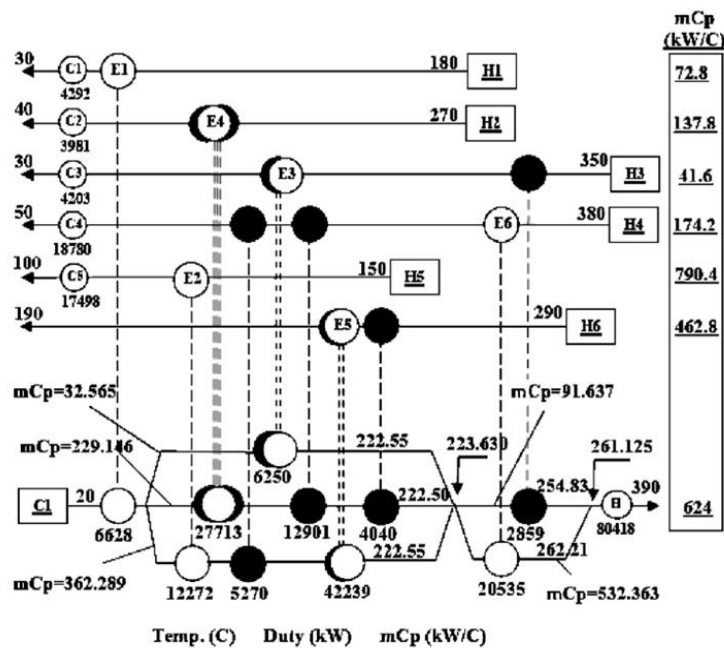 mCp
(kW/C)
30 C1 E1 180 H1 72.8
4292
40 C2 E4 270 H2 137.8
3981
30 C3 E3 350 H3 41.6
4203
50 C4 E6 380 H4 174.2
18780
100 C5 E2 150 H5 790.4
17498
190 E5 290 H6 462.8
mCp=32.565 mCp=91.637
mCp=229.146 222.55 223.630 261.125
6250
C1 20 222.50 254.83 H 390 624
6628 27713 12901 4040 2859 80418
222.55 262.21
mCp=362.289 12272 5270 42239 20535 mCp=532.363
Temp. (C) Duty (kW) mCp (kW/C)